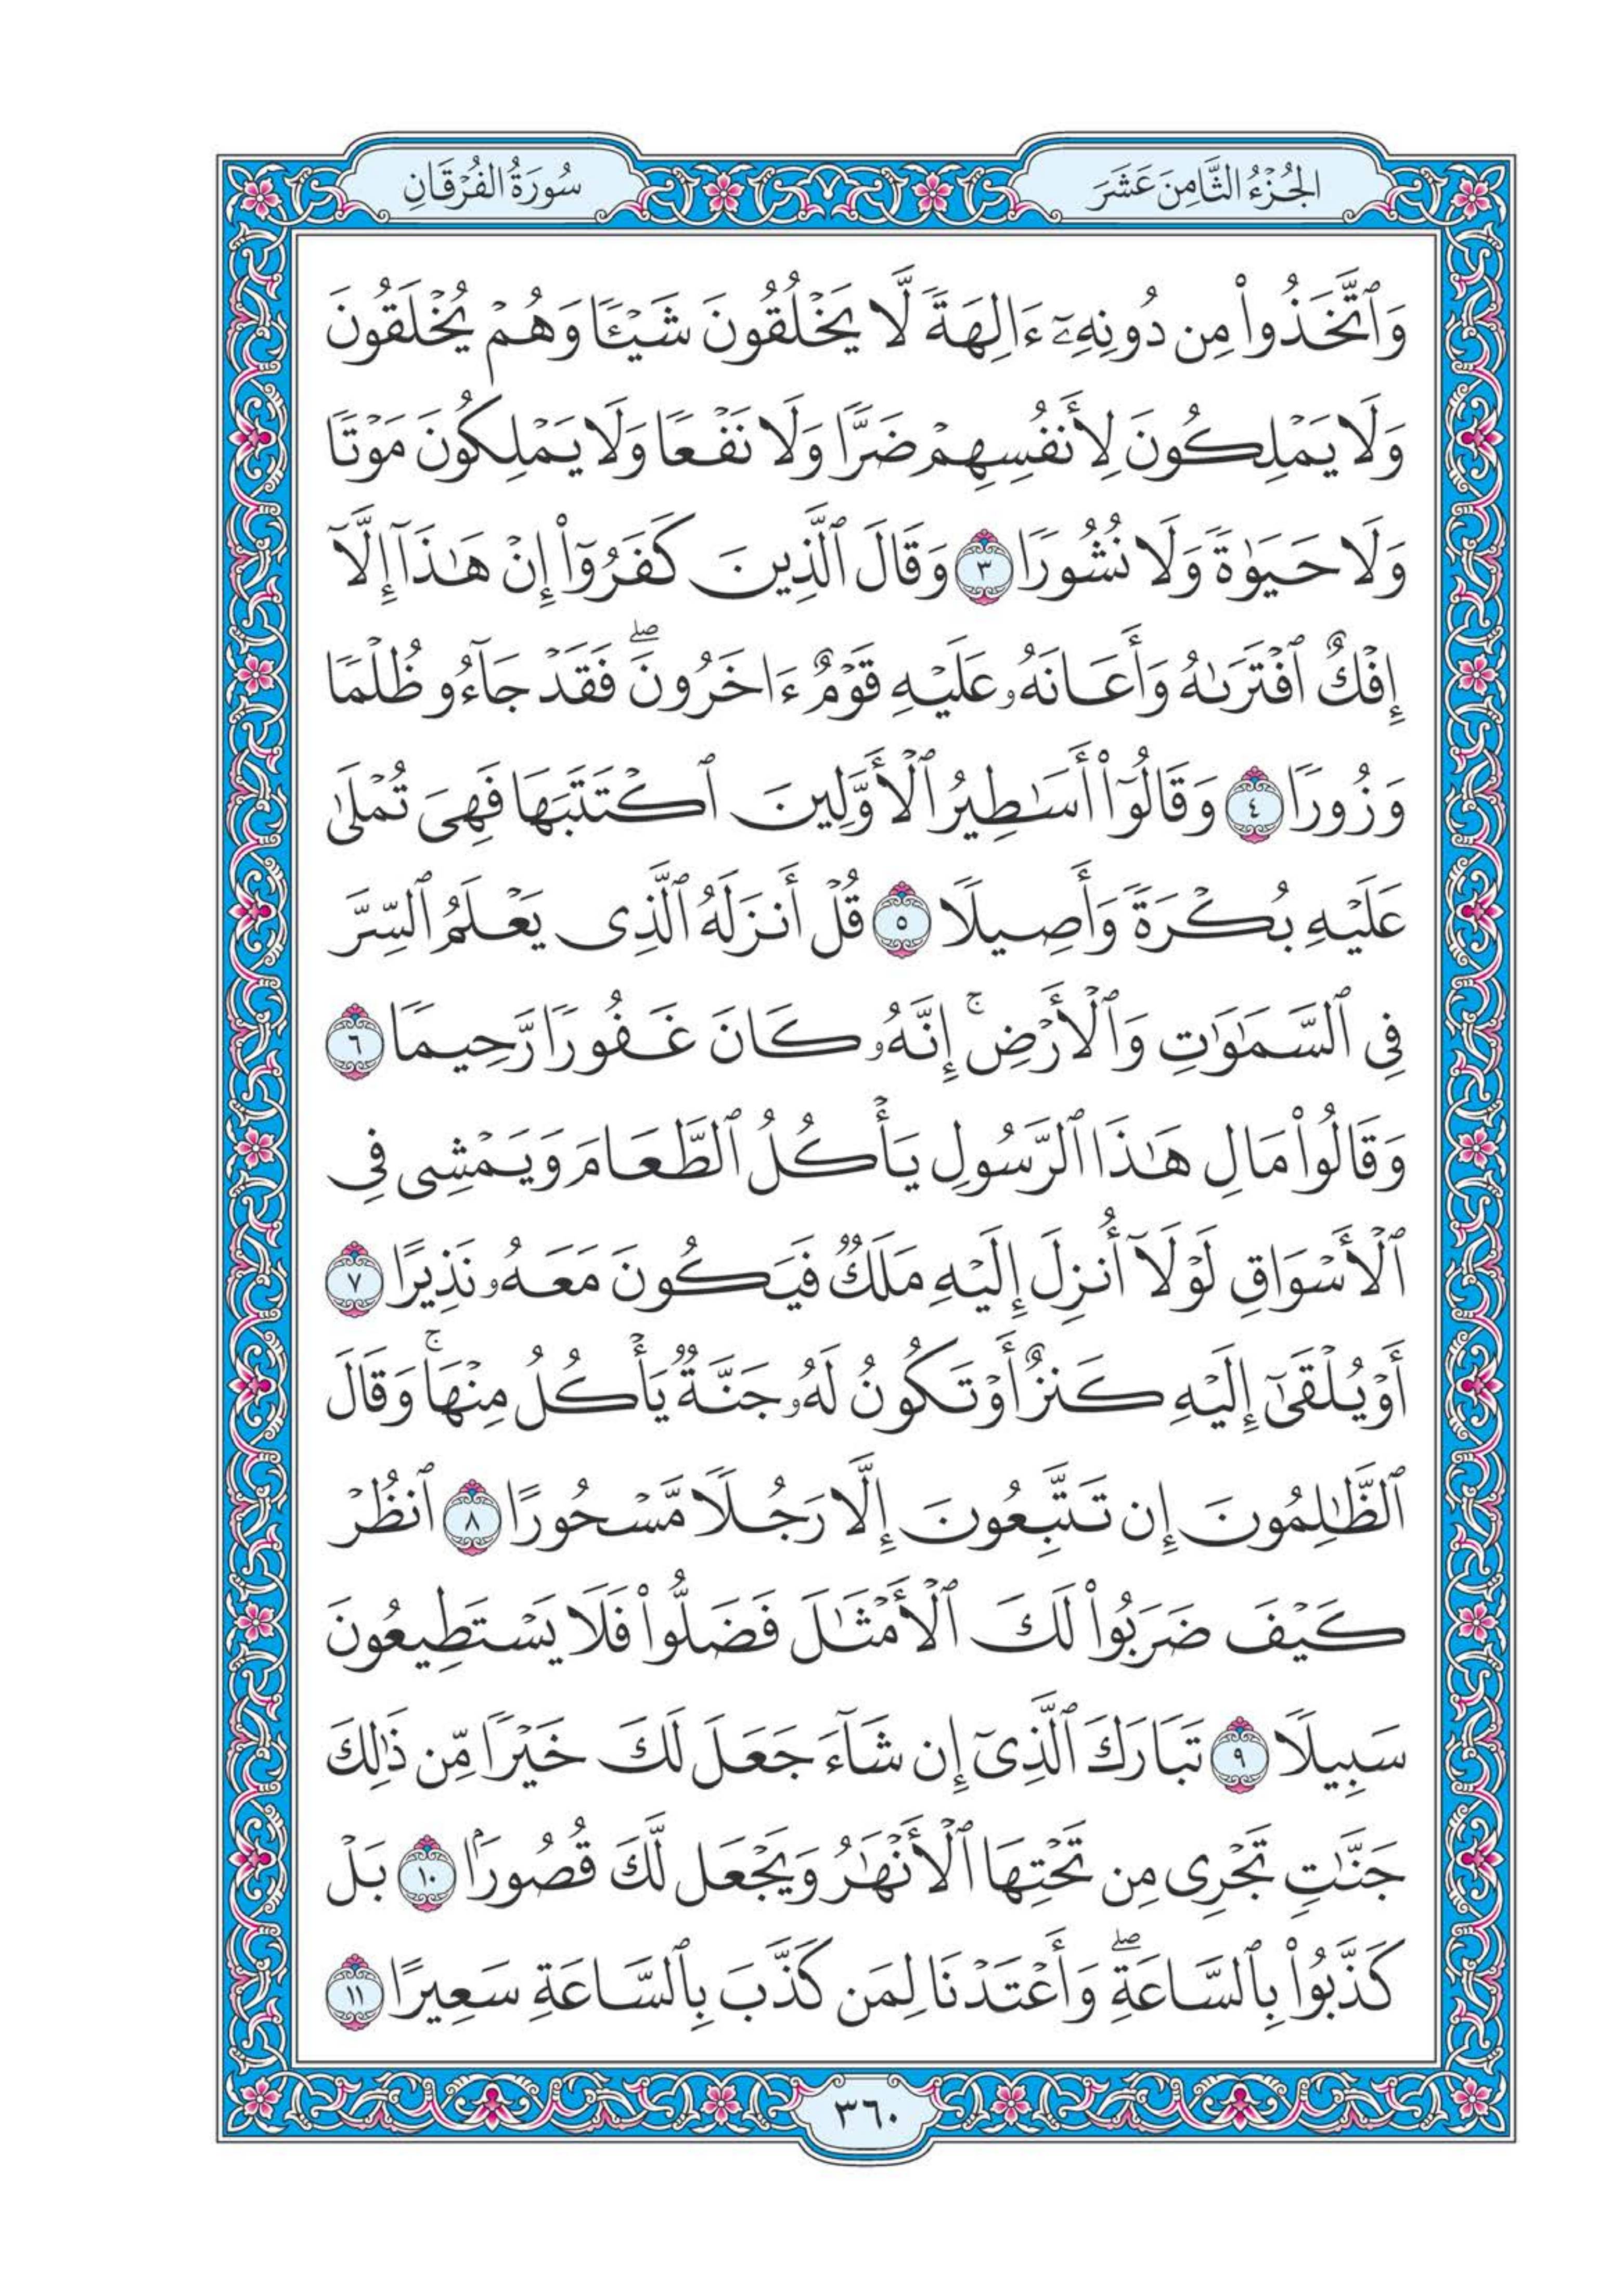 الجُزْءُ الثَّامِنَ عَشَرَ
سُورَةُ الفُرْقَانِ
وَٱتَّخَذُوا۟ مِن دُونِهِۦٓ ءَالِهَةً لَّا يَخْلُقُونَ شَيْـًٔا وَهُمْ يُخْلَقُونَ
وَلَا يَمْلِكُونَ لِأَنفُسِهِمْ ضَرًّا وَلَا نَفْعًا وَلَا يَمْلِكُونَ مَوْتًا
وَلَا حَيَوٰةً وَلَا نُشُورًا ٣ وَقَالَ ٱلَّذِينَ كَفَرُوٓا۟ إِنْ هَـٰذَآ إِلَّآ
إِفْكٌ ٱفْتَرَىٰهُ وَأَعَانَهُۥ عَلَيْهِ قَوْمٌ ءَاخَرُونَ ۖ فَقَدْ جَآءُو ظُلْمًا
وَزُورًا ٤ وَقَالُوٓا۟ أَسَـٰطِيرُ ٱلْأَوَّلِينَ ٱكْتَتَبَهَا فَهِىَ تُمْلَىٰ
عَلَيْهِ بُكْرَةً وَأَصِيلًا ٥ قُلْ أَنزَلَهُ ٱلَّذِى يَعْلَمُ ٱلسِّرَّ
فِى ٱلسَّمَـٰوَٰتِ وَٱلْأَرْضِ ۚ إِنَّهُۥ كَانَ غَفُورًا رَّحِيمًا ٦
وَقَالُوا۟ مَالِ هَـٰذَا ٱلرَّسُولِ يَأْكُلُ ٱلطَّعَامَ وَيَمْشِى فِى
ٱلْأَسْوَاقِ لَوْلَآ أُنزِلَ إِلَيْهِ مَلَكٌ فَيَكُونَ مَعَهُۥ نَذِيرًا ٧
أَوْ يُلْقَىٰٓ إِلَيْهِ كَنزٌ أَوْ تَكُونُ لَهُۥ جَنَّةٌ يَأْكُلُ مِنْهَا ۚ وَقَالَ
ٱلظَّـٰلِمُونَ إِن تَتَّبِعُونَ إِلَّا رَجُلًا مَّسْحُورًا ٨ ٱنظُرْ
كَيْفَ ضَرَبُوا۟ لَكَ ٱلْأَمْثَـٰلَ فَضَلُّوا۟ فَلَا يَسْتَطِيعُونَ
سَبِيلًا ٩ تَبَارَكَ ٱلَّذِىٓ إِن شَآءَ جَعَلَ لَكَ خَيْرًا مِّن ذَٰلِكَ
جَنَّـٰتٍ تَجْرِى مِن تَحْتِهَا ٱلْأَنْهَـٰرُ وَيَجْعَل لَّكَ قُصُورًۢا ١٠ بَلْ
كَذَّبُوا۟ بِٱلسَّاعَةِ ۖ وَأَعْتَدْنَا لِمَن كَذَّبَ بِٱلسَّاعَةِ سَعِيرًا ١١
٣٦٠